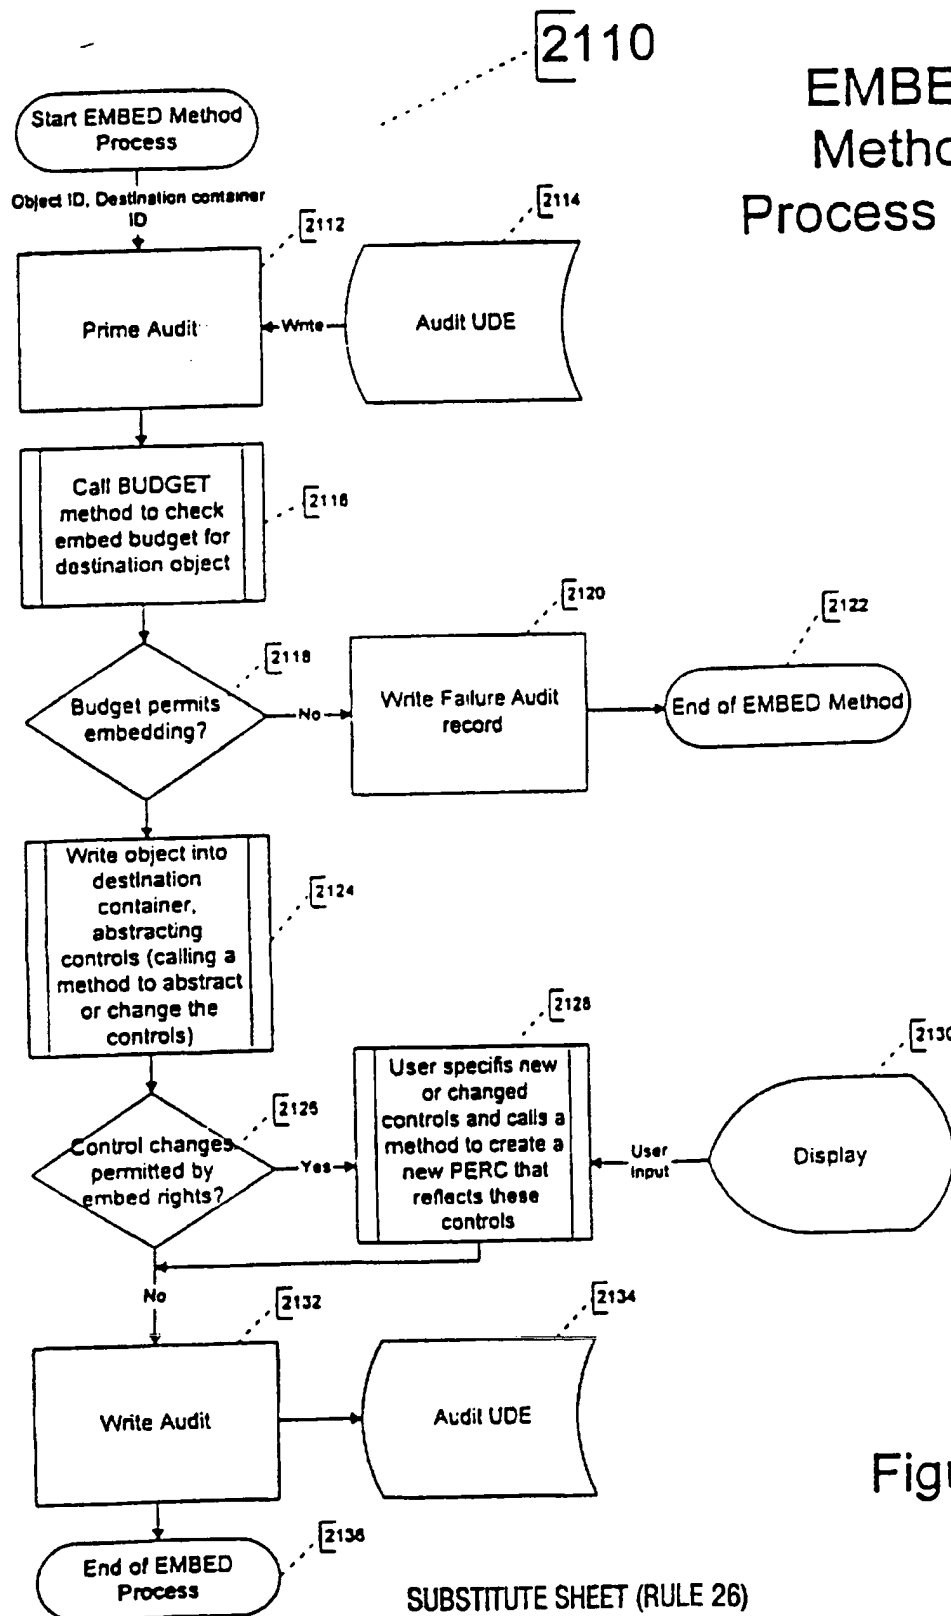 2110
EMBE
Metho
Process
Start EMBED Method
Process
Object ID, Destination container
ID
2112
2114
Prime Audit
Write
Audit UDE
Call BUDGET
method to check
embed budget for
destination object
2116
2118
Budget permits
embedding?
No
2120
Write Failure Audit
record
2122
End of EMBED Method
Write object into
destination
container,
abstracting
controls (calling a
method to abstract
or change the
controls)
2124
2126
Control changes
permitted by
embed rights?
Yes
2128
User specifis new
or changed
controls and calls a
method to create a
new PERC that
reflects these
controls
User
Input
2130
Display
No
2132
Write Audit
2134
Audit UDE
Figu
2136
End of EMBED
Process
SUBSTITUTE SHEET (RULE 26)